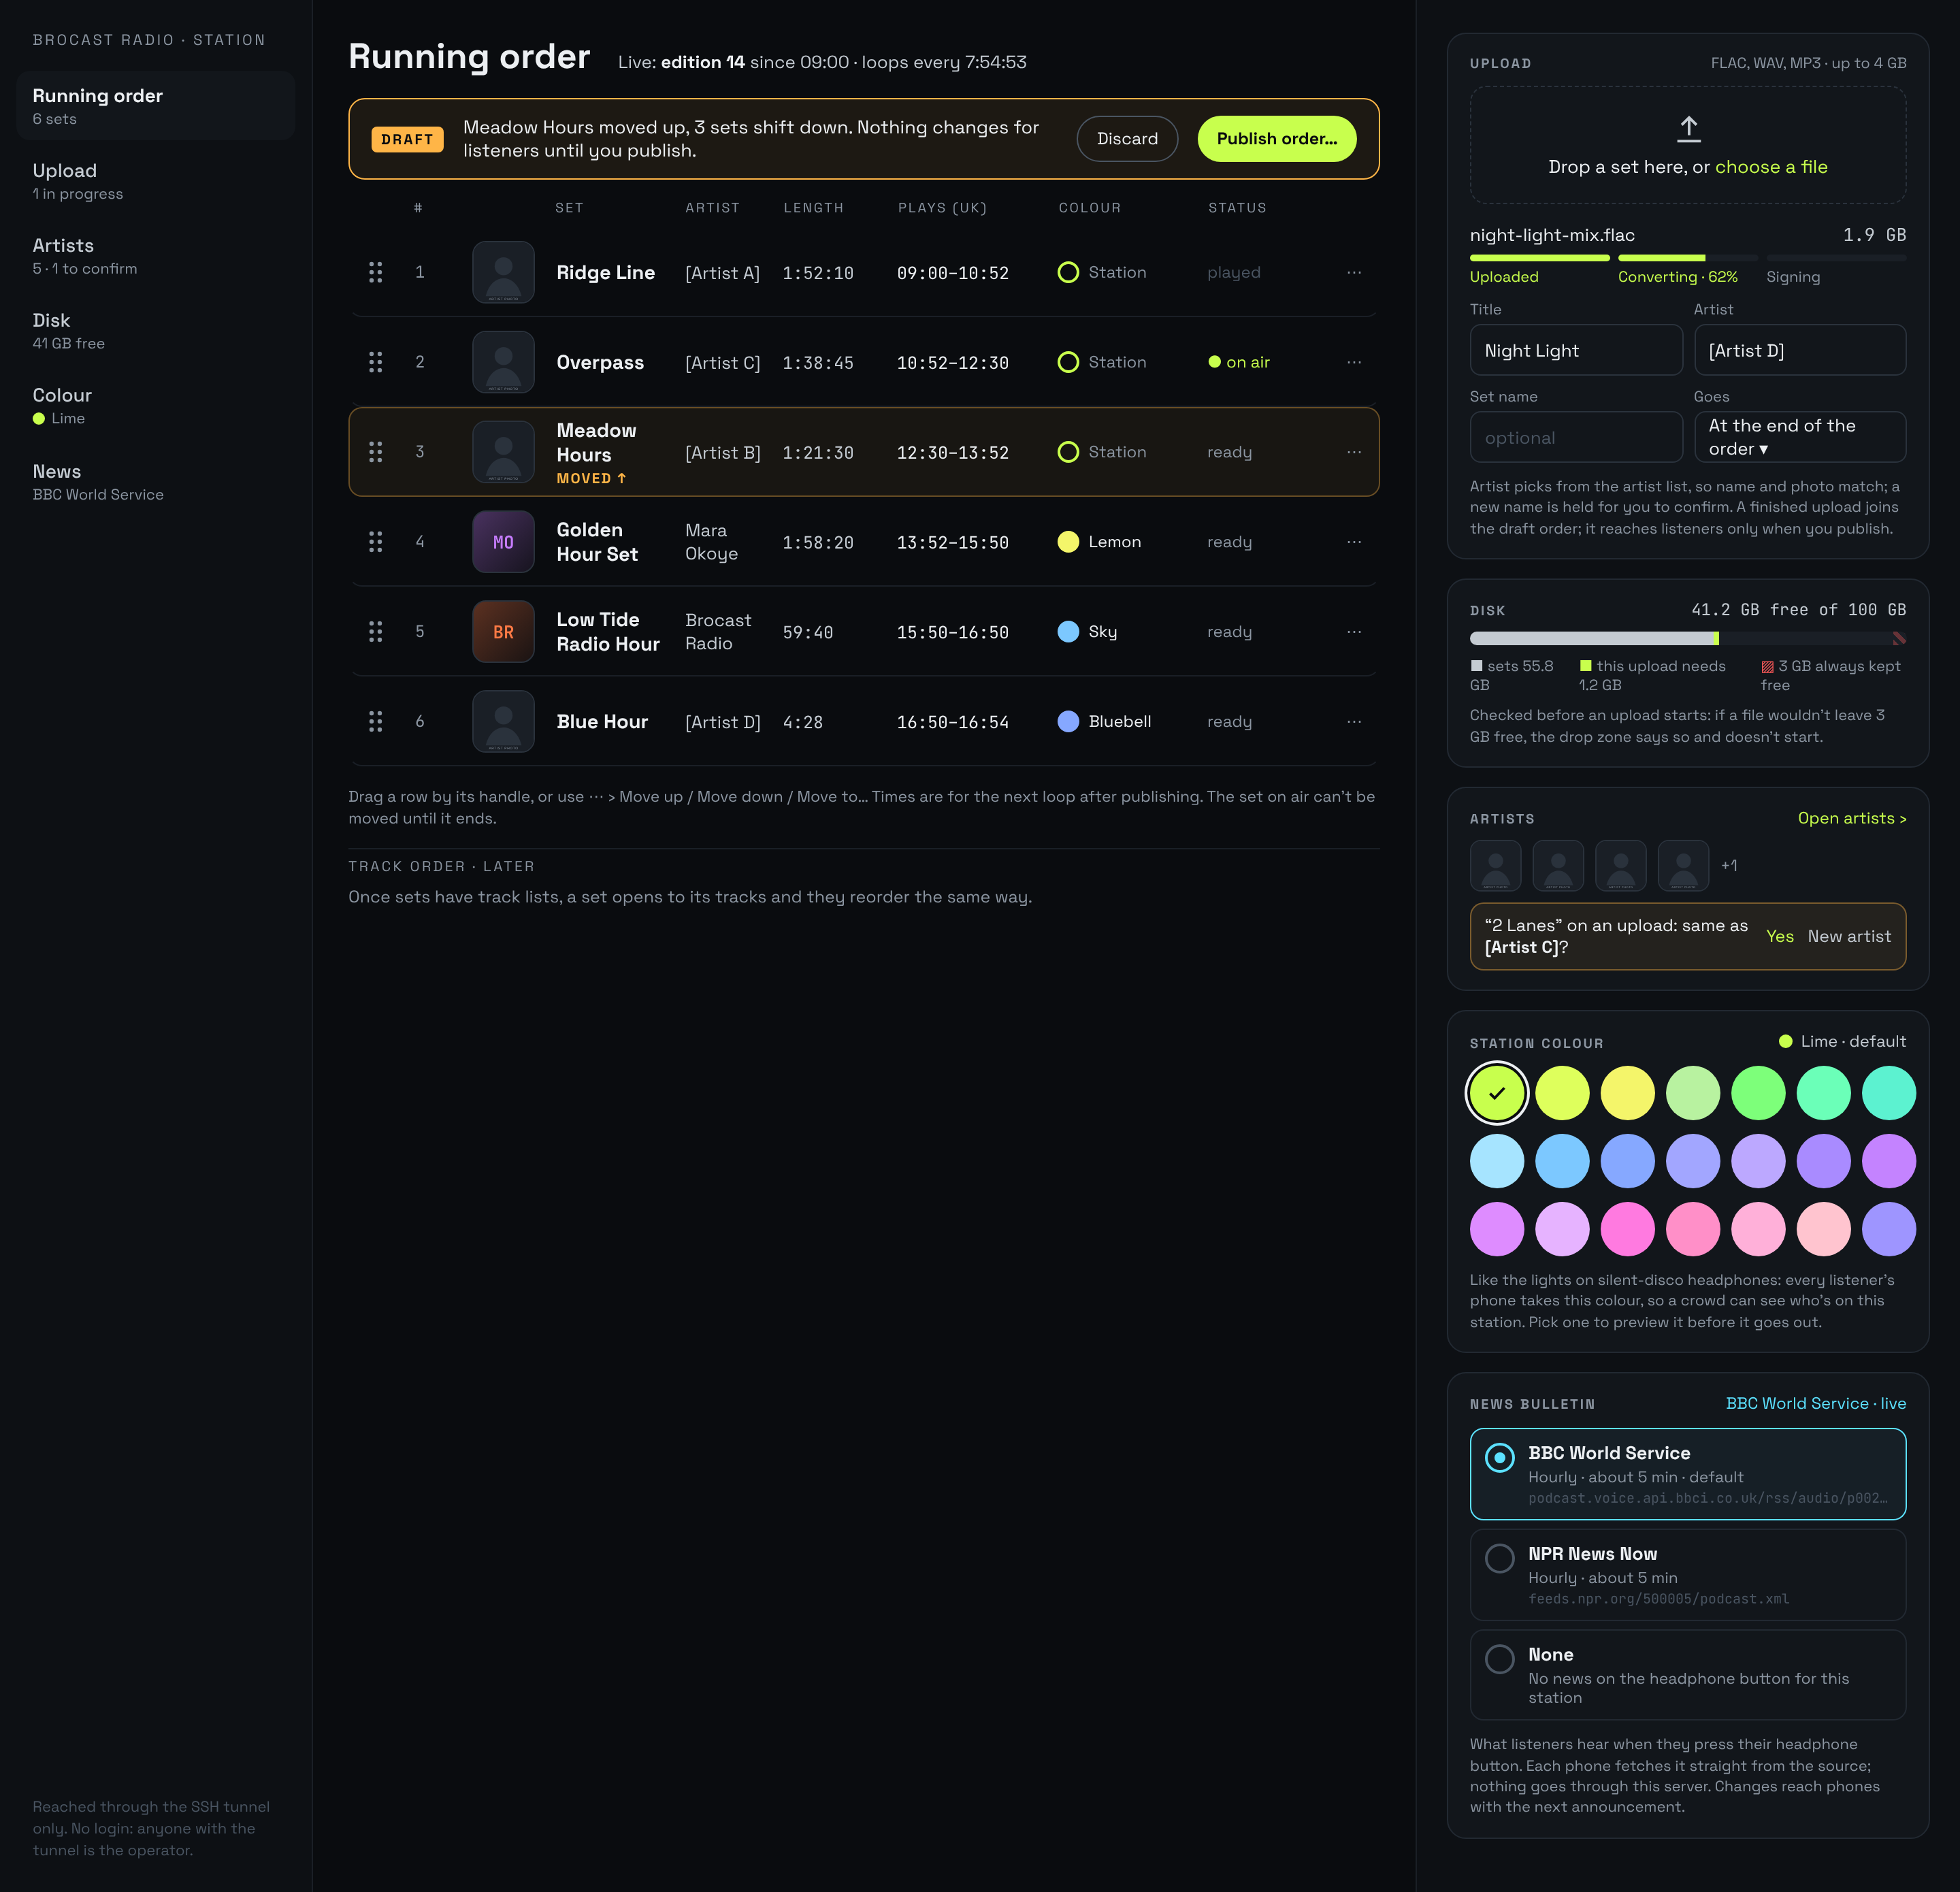 BROCAST RADIO · STATION
Running order
6 sets
Upload
1 in progress
Artists
5 · 1 to confirm
Disk
41 GB free
Colour
Lime
News
BBC World Service
Reached through the SSH tunnel
only. No login: anyone with the
tunnel is the operator.
Running order
Live: edition 14 since 09:00 · loops every 7:54:53
DRAFT
Meadow Hours moved up, 3 sets shift down. Nothing changes for
listeners until you publish.
Discard
Publish order…
# SET ARTIST LENGTH PLAYS (UK) COLOUR STATUS
1 Ridge Line [Artist A] 1:52:10 09:00–10:52 Station played ⋯
2 Overpass [Artist C] 1:38:45 10:52–12:30 Station on air ⋯
3 Meadow Hours [Artist B] 1:21:30 12:30–13:52 Station ready ⋯
MOVED ↑
4 MO Golden Hour Set Mara Okoye 1:58:20 13:52–15:50 Lemon ready ⋯
5 BR Low Tide Radio Hour Brocast Radio 59:40 15:50–16:50 Sky ready ⋯
6 Blue Hour [Artist D] 4:28 16:50–16:54 Bluebell ready ⋯
Drag a row by its handle, or use ⋯ › Move up / Move down / Move to… Times are for the next loop after publishing. The set on air can’t be
moved until it ends.
TRACK ORDER · LATER
Once sets have track lists, a set opens to its tracks and they reorder the same way.
UPLOAD
FLAC, WAV, MP3 · up to 4 GB
Drop a set here, or choose a file
night-light-mix.flac 1.9 GB
Uploaded Converting · 62% Signing
Title Artist
Night Light [Artist D]
Set name Goes
optional At the end of the
order ▾
Artist picks from the artist list, so name and photo match; a
new name is held for you to confirm. A finished upload joins
the draft order; it reaches listeners only when you publish.
DISK 41.2 GB free of 100 GB
sets 55.8 GB
this upload needs 1.2 GB
3 GB always kept free
Checked before an upload starts: if a file wouldn’t leave 3
GB free, the drop zone says so and doesn’t start.
ARTISTS Open artists ›
+1
“2 Lanes” on an upload: same as
[Artist C]?
Yes New artist
STATION COLOUR Lime · default
Like the lights on silent-disco headphones: every listener’s
phone takes this colour, so a crowd can see who’s on this
station. Pick one to preview it before it goes out.
NEWS BULLETIN BBC World Service · live
BBC World Service
Hourly · about 5 min · default
podcast.voice.api.bbci.co.uk/rss/audio/p002…
NPR News Now
Hourly · about 5 min
feeds.npr.org/500005/podcast.xml
None
No news on the headphone button for this
station
What listeners hear when they press their headphone
button. Each phone fetches it straight from the source;
nothing goes through this server. Changes reach phones
with the next announcement.